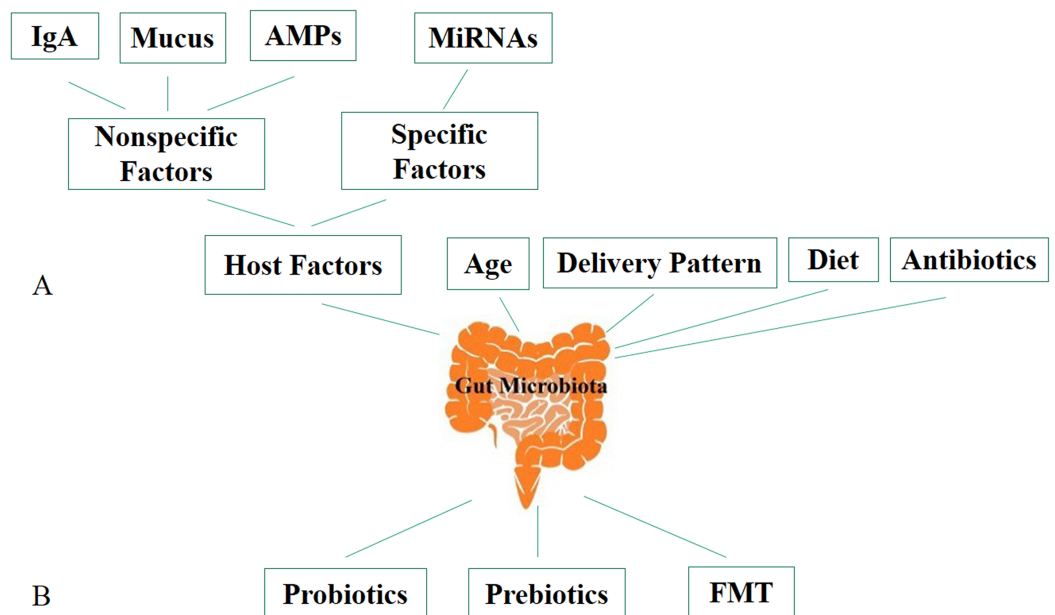 IgA
Mucus
AMPs
MiRNAs
Nonspecific
Factors
Specific
Factors
Host Factors
Age
Delivery Pattern
Diet
Antibiotics
A
Gut Microbiota
B
Probiotics
Prebiotics
FMT